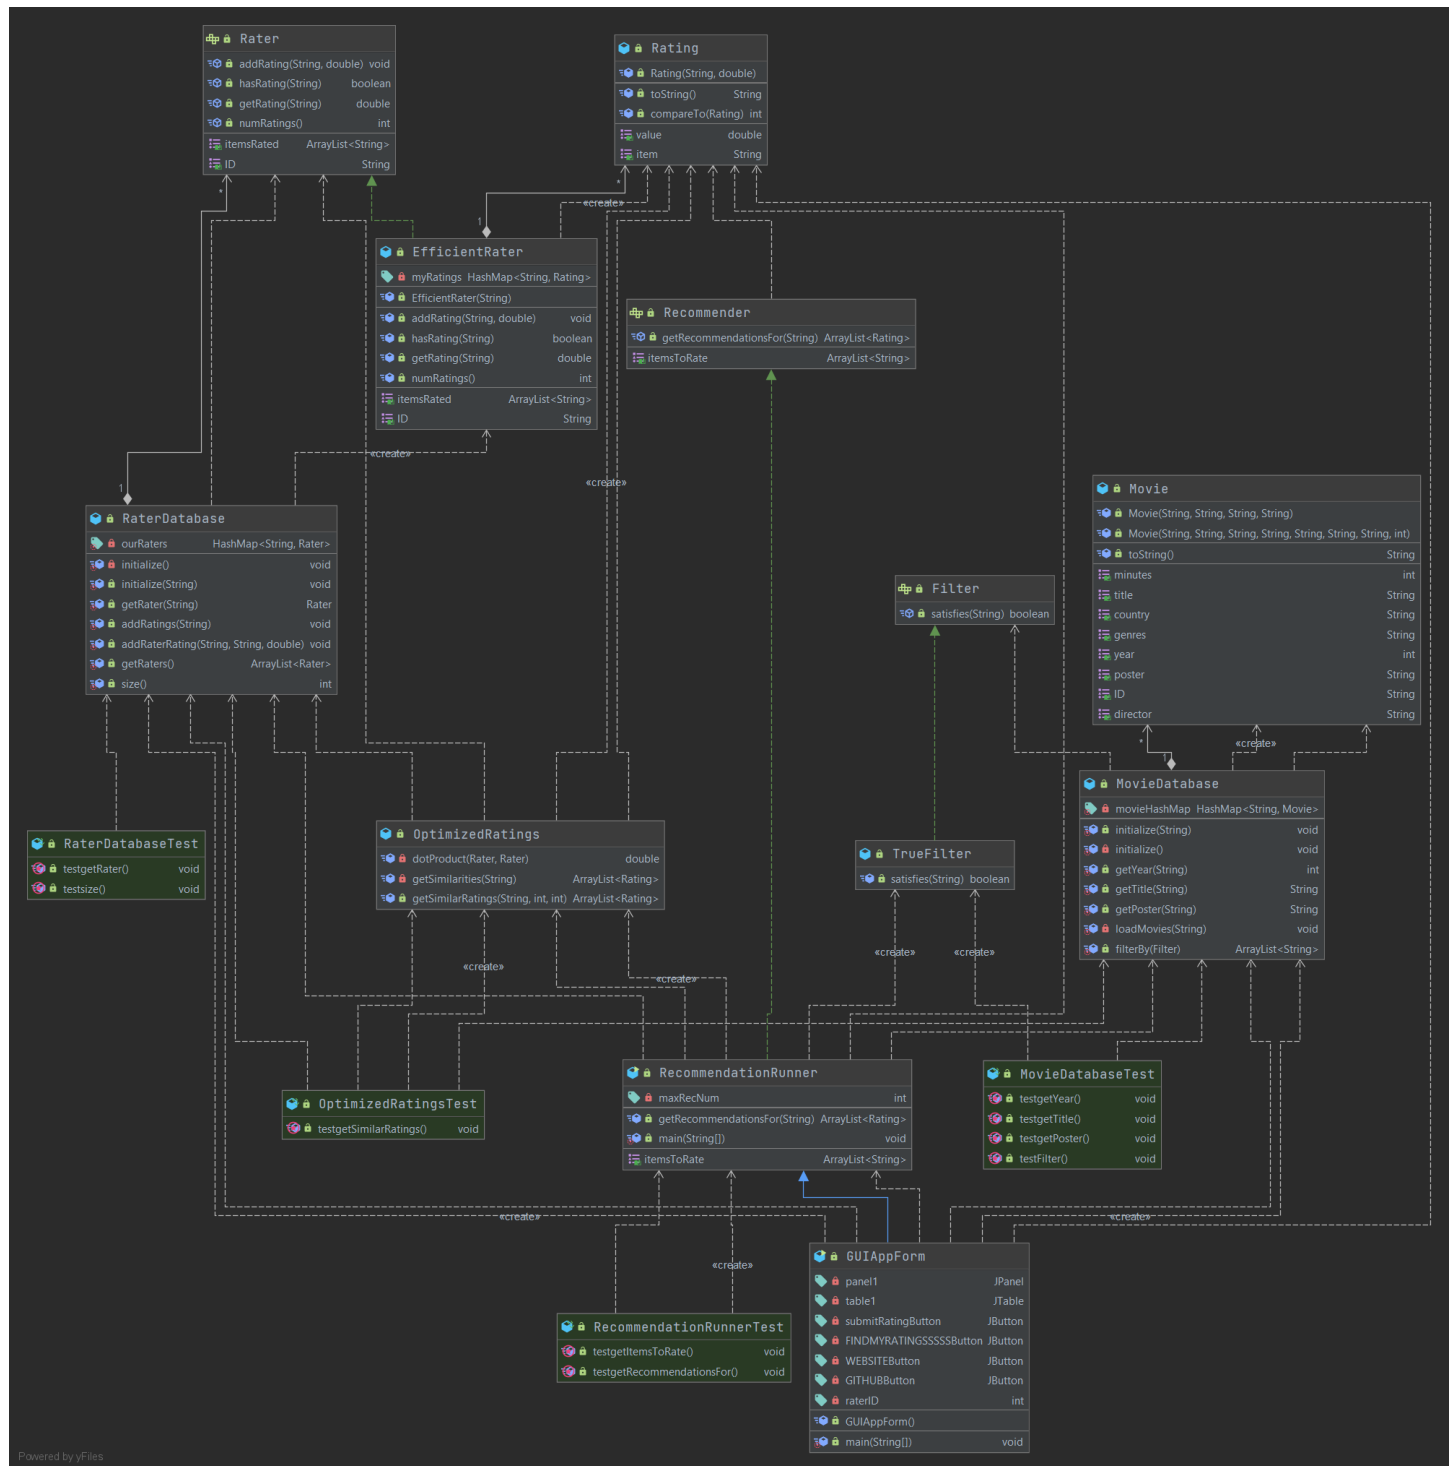 Rater
addRating(String, double) void
hasRating(String) boolean
getRating(String) double
numRatings() int
itemsRated ArrayList<String>
ID String
*
Rating
Rating(String, double)
toString() String
compareTo(Rating) int
value double
item String
*
«create»
1
EfficientRater
myRatings HashMap<String, Rating>
EfficientRater(String)
addRating(String, double) void
hasRating(String) boolean
getRating(String) double
numRatings() int
itemsRated ArrayList<String>
ID String
Recommender
getRecommendationsFor(String) ArrayList<Rating>
itemsToRate ArrayList<String>
«create»
«create»
1
RaterDatabase
ourRaters HashMap<String, Rater>
initialize() void
initialize(String) void
getRater(String) Rater
addRatings(String) void
addRaterRating(String, String, double) void
getRaters() ArrayList<Rater>
size() int
Movie
Movie(String, String, String, String)
Movie(String, String, String, String, String, String, String, int)
toString() String
minutes int
title String
country String
genres String
year int
poster String
ID String
director String
Filter
satisfies(String) boolean
*
«create»
1
MovieDatabase
movieHashMap HashMap<String, Movie>
initialize(String) void
initialize() void
getYear(String) int
getTitle(String) String
getPoster(String) String
loadMovies(String) void
filterBy(Filter) ArrayList<String>
RaterDatabaseTest
testgetRater() void
testsize() void
OptimizedRatings
dotProduct(Rater, Rater) double
getSimilarities(String) ArrayList<Rating>
getSimilarRatings(String, int, int) ArrayList<Rating>
TrueFilter
satisfies(String) boolean
«create»
«create»
«create»
«create»
OptimizedRatingsTest
testgetSimilarRatings() void
RecommendationRunner
maxRecNum int
getRecommendationsFor(String) ArrayList<Rating>
main(String[]) void
itemsToRate ArrayList<String>
MovieDatabaseTest
testgetYear() void
testgetTitle() void
testgetPoster() void
testFilter() void
«create»
«create»
«create»
GUIAppForm
panel1 JPanel
table1 JTable
submitRatingButton JButton
FINDMYRATINGSSSSSButton JButton
WEBSITEButton JButton
GITHUBButton JButton
raterID int
GUIAppForm()
main(String[]) void
RecommendationRunnerTest
testgetItemsToRate() void
testgetRecommendationsFor() void
Powered by yFiles